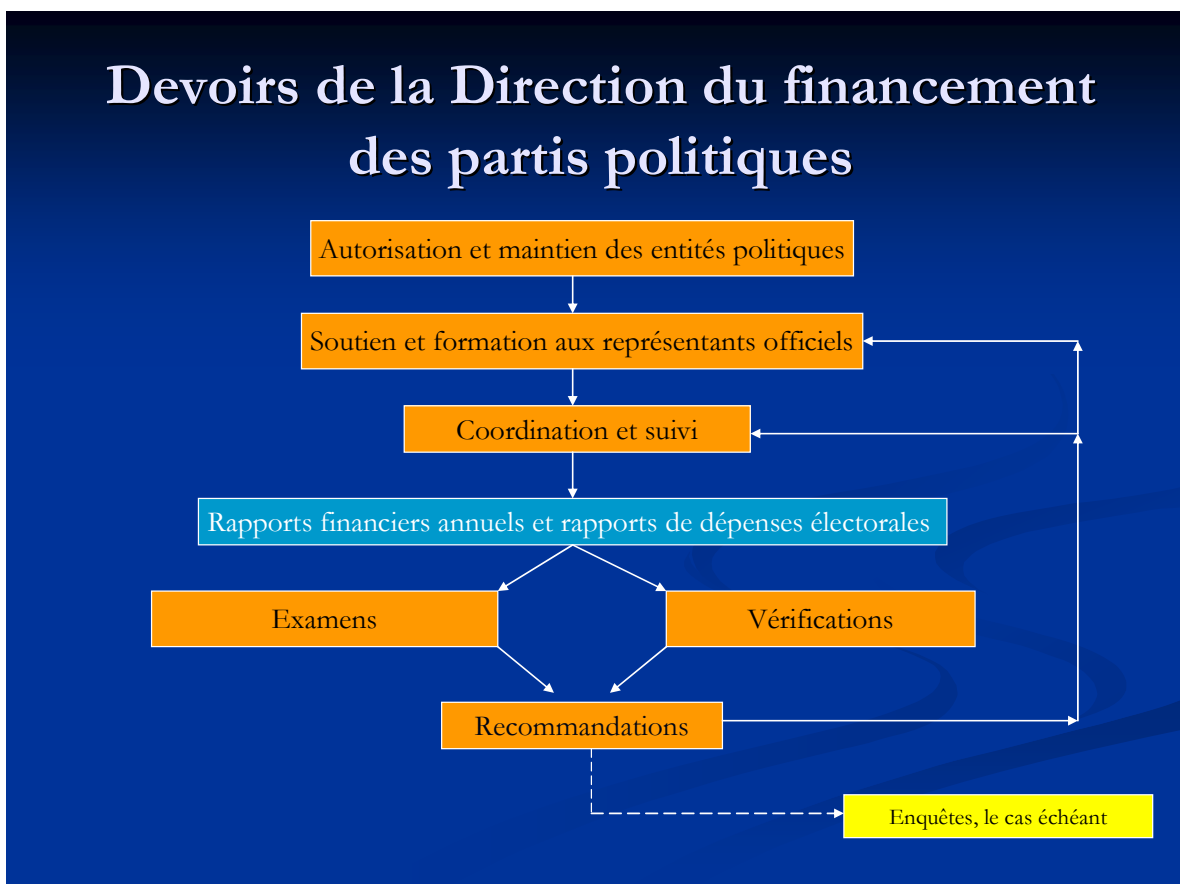 Devoirs de la Direction du financement
des partis politiques
Autorisation et maintien des entités politiques
Soutien et formation aux représentants officiels
Coordination et suivi
Rapports financiers annuels et rapports de dépenses électorales
Examens
Vérifications
Recommandations
Enquêtes, le cas échéant